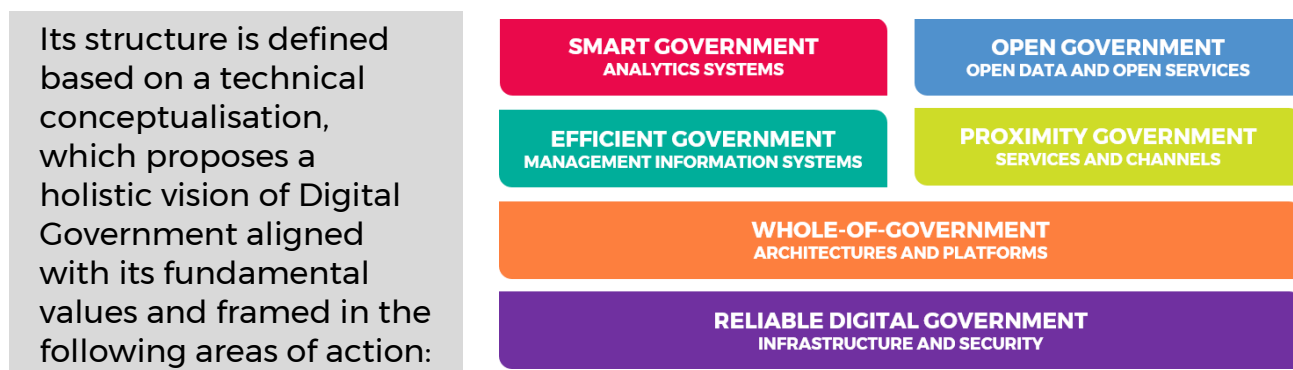 Its structure is defined
based on a technical
conceptualisation,
which proposes a
holistic vision of Digital
Government aligned
with its fundamental
values and framed in the
following areas of action:
SMART GOVERNMENT
ANALYTICS SYSTEMS
OPEN GOVERNMENT
OPEN DATA AND OPEN SERVICES
EFFICIENT GOVERNMENT
MANAGEMENT INFORMATION SYSTEMS
PROXIMITY GOVERNMENT
SERVICES AND CHANNELS
WHOLE-OF-GOVERNMENT
ARCHITECTURES AND PLATFORMS
RELIABLE DIGITAL GOVERNMENT
INFRASTRUCTURE AND SECURITY